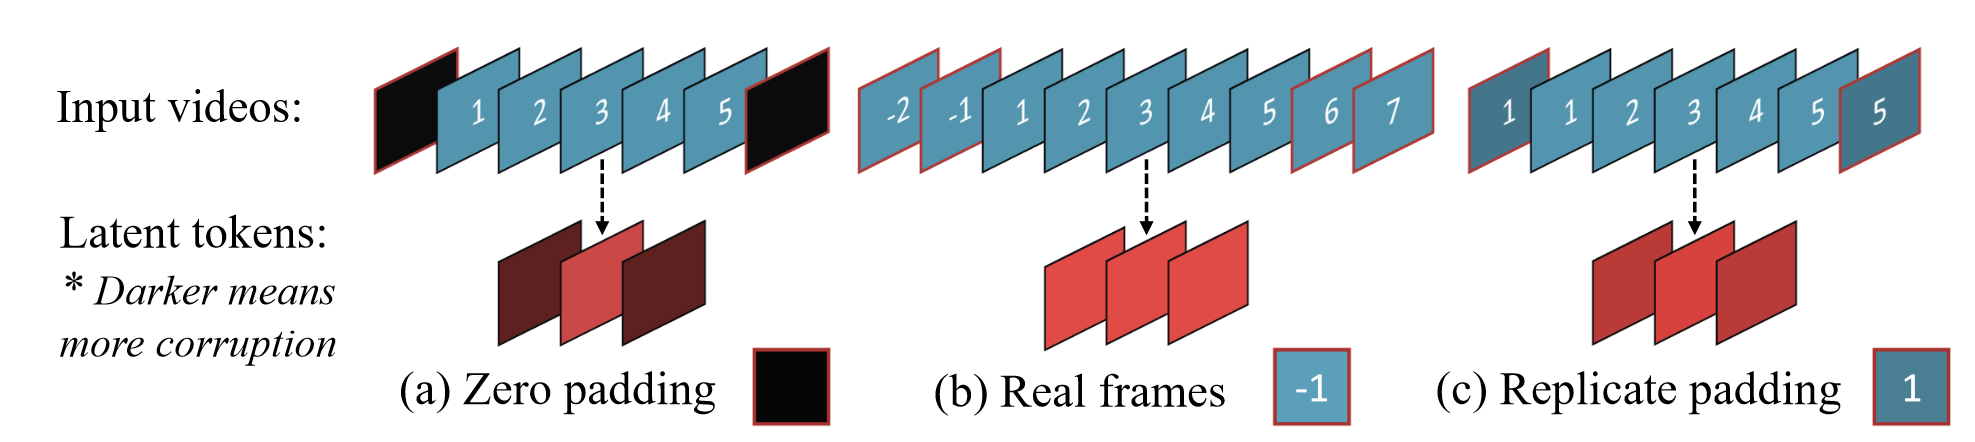 Input videos:
1 2 3 4 5
-2 -1 1 2 3 4 5 6 7
1 1 2 3 4 5 5
Latent tokens:
* Darker means
more corruption
(a) Zero padding
(b) Real frames
-1
(c) Replicate padding
1